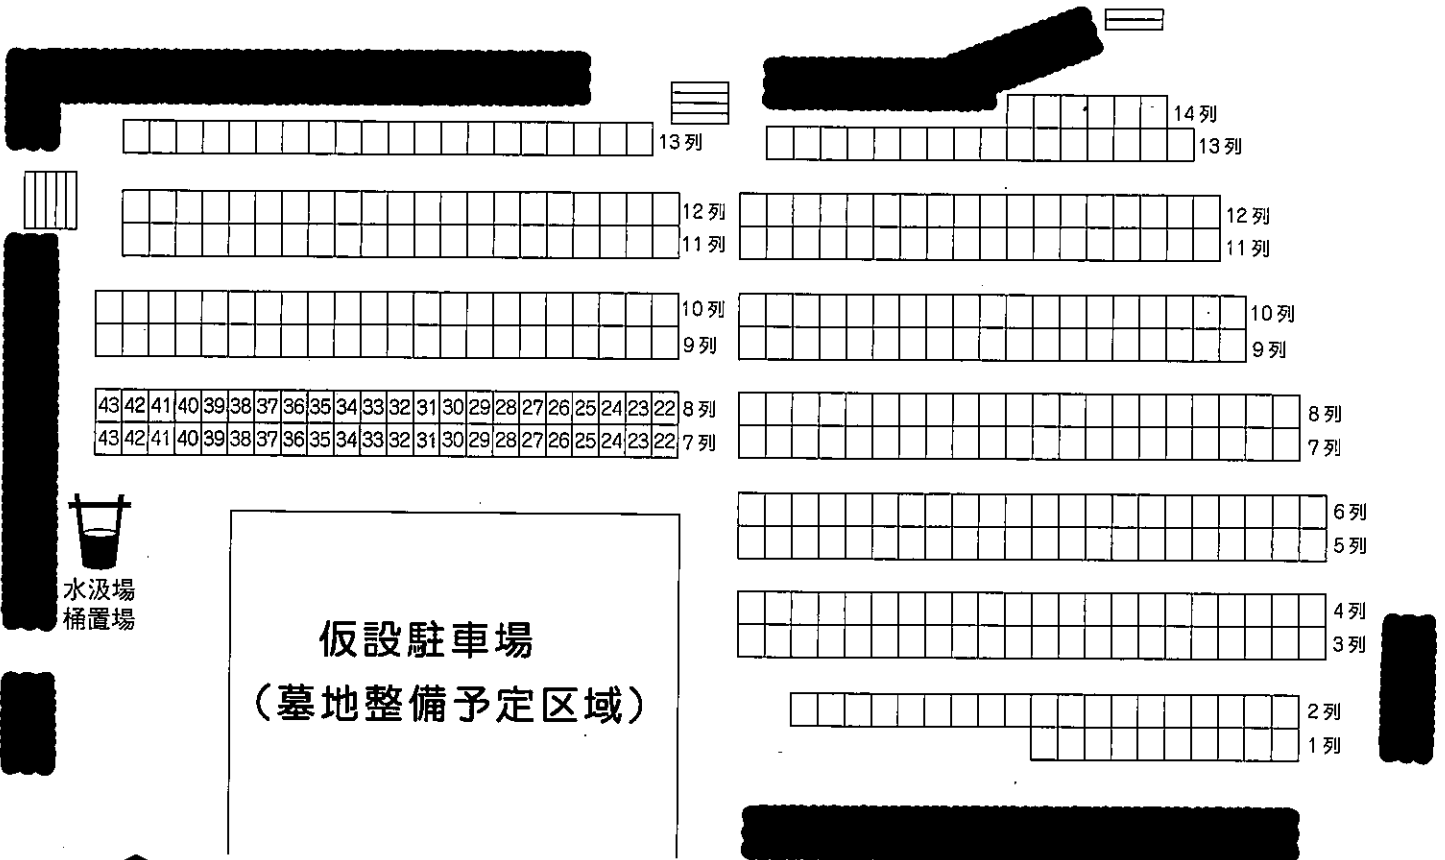 14列
13列
13列
12列
12列
11列
11列
10列
10列
9列
9列
43 42 41 40 39 38 37 36 35 34 33 32 31 30 29 28 27 26 25 24 23 22 8列
8列
43 42 41 40 39 38 37 36 35 34 33 32 31 30 29 28 27 26 25 24 23 22 7列
7列
6列
5列
水汲場
桶置場
4列
3列
仮設駐車場
（墓地整備予定区域）
2列
1列